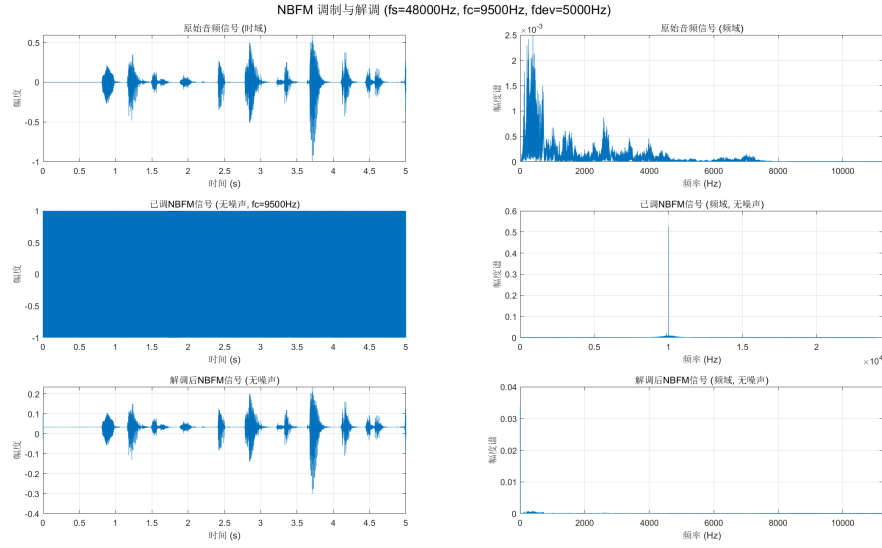 NBFM 调制与解调 (fs=48000Hz, fc=9500Hz, fdev=5000Hz)
原始音频信号 (时域)
幅度
0.5
0
-0.5
-1
0 0.5 1 1.5 2 2.5 3 3.5 4 4.5 5
时间 (s)
原始音频信号 (频域)
×10⁻³
幅度谱
2.5
2
1.5
1
0.5
0
0 2000 4000 6000 8000 10000
频率 (Hz)
已调NBFM信号 (无噪声, fc=9500Hz)
幅度
1
0.5
0
-0.5
-1
0 0.5 1 1.5 2 2.5 3 3.5 4 4.5 5
时间 (s)
已调NBFM信号 (频域, 无噪声)
幅度谱
0.6
0.5
0.4
0.3
0.2
0.1
0
0 0.5 1 1.5 2
频率 (Hz)
×10⁴
解调后NBFM信号 (无噪声)
幅度
0.2
0.1
0
-0.1
-0.2
-0.3
-0.4
0 0.5 1 1.5 2 2.5 3 3.5 4 4.5 5
时间 (s)
解调后NBFM信号 (频域, 无噪声)
幅度谱
0.04
0.03
0.02
0.01
0
0 2000 4000 6000 8000 10000
频率 (Hz)